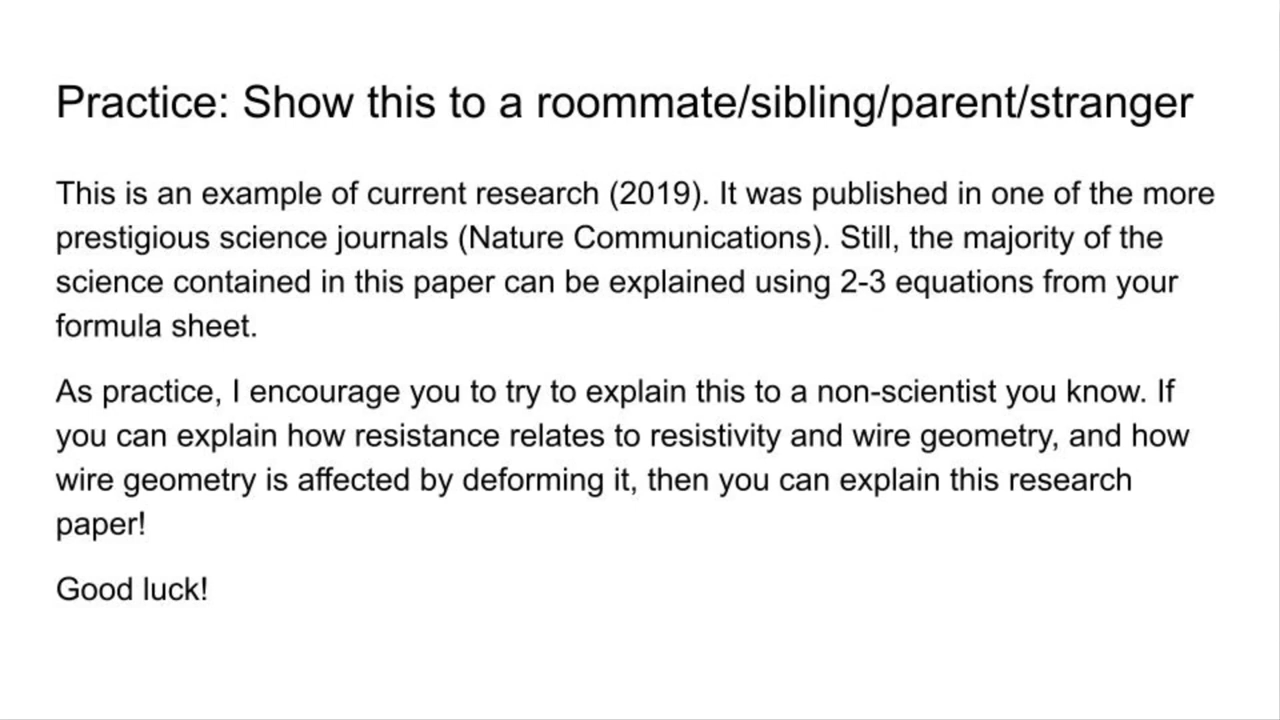 Practice: Show this to a roommate/sibling/parent/stranger
This is an example of current research (2019). It was published in one of the more
prestigious science journals (Nature Communications). Still, the majority of the
science contained in this paper can be explained using 2-3 equations from your
formula sheet.
As practice, I encourage you to try to explain this to a non-scientist you know. If
you can explain how resistance relates to resistivity and wire geometry, and how
wire geometry is affected by deforming it, then you can explain this research
paper!
Good luck!